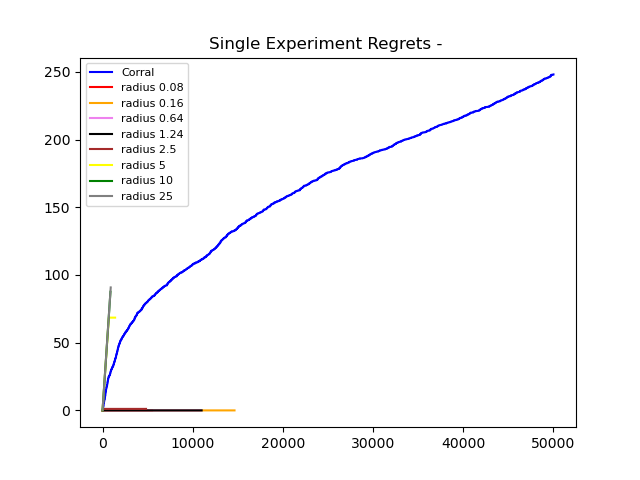 Single Experiment Regrets -
250
200
150
100
50
0
Corral
radius 0.08
radius 0.16
radius 0.64
radius 1.24
radius 2.5
radius 5
radius 10
radius 25
0 10000 20000 30000 40000 50000